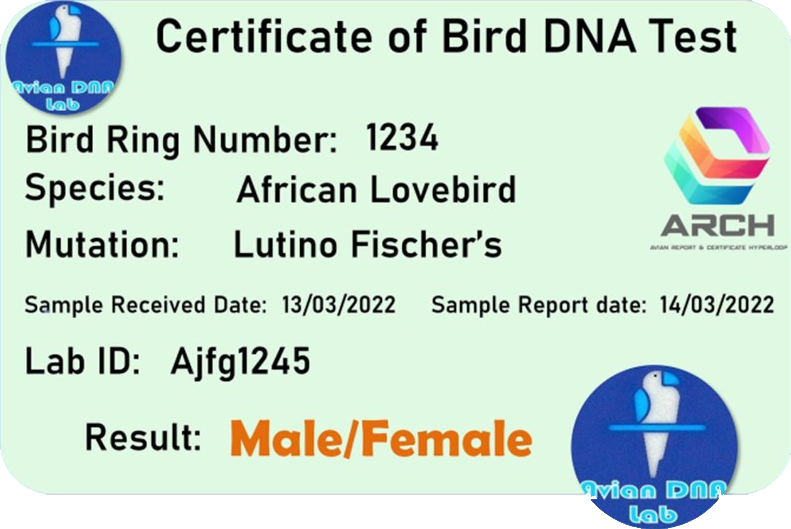 Certificate of Bird DNA Test
Avian DNA
Lab
Bird Ring Number: 1234
Species: African Lovebird
Mutation: Lutino Fischer's
ARCH
AVIAN REPORT & CERTIFICATE HYPERLOOP
Sample Received Date: 13/03/2022 Sample Report date: 14/03/2022
Lab ID: Ajfg1245
Result: Male/Female
Avian DNA
Lab